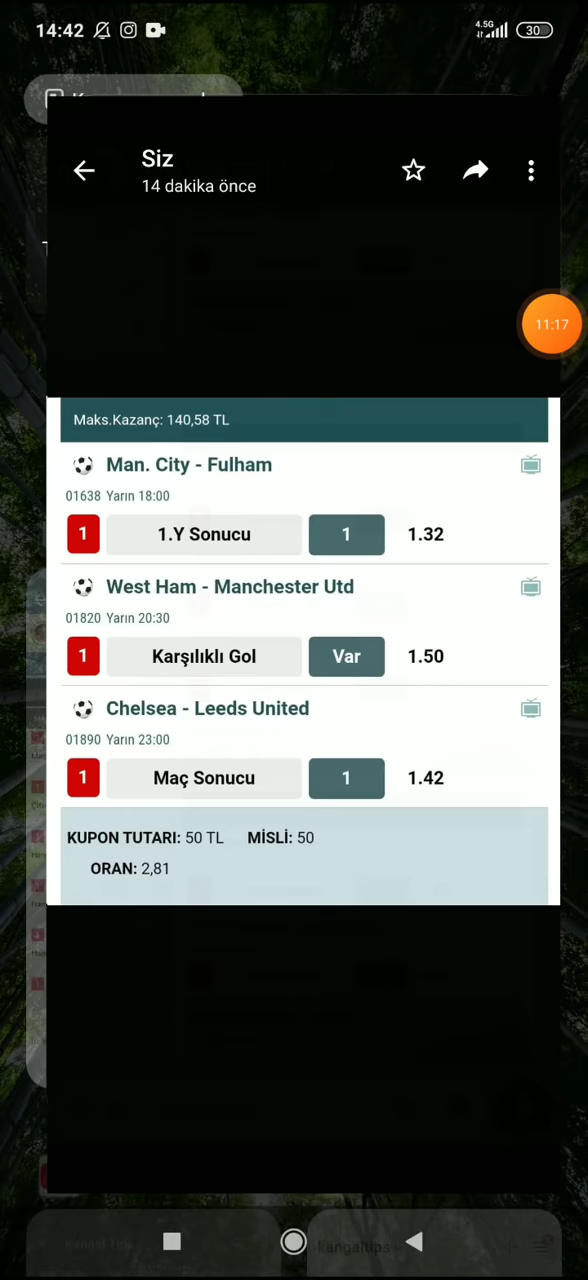 14:42
4.5G
30
Siz
14 dakika önce
11:17
Maks.Kazanç: 140,58 TL
Man. City - Fulham
01638 Yarın 18:00
1 1.Y Sonucu 1 1.32
West Ham - Manchester Utd
01820 Yarın 20:30
1 Karşılıklı Gol Var 1.50
Chelsea - Leeds United
01890 Yarın 23:00
1 Maç Sonucu 1 1.42
KUPON TUTARI: 50 TL MİSLİ: 50
ORAN: 2,81
kangaltips